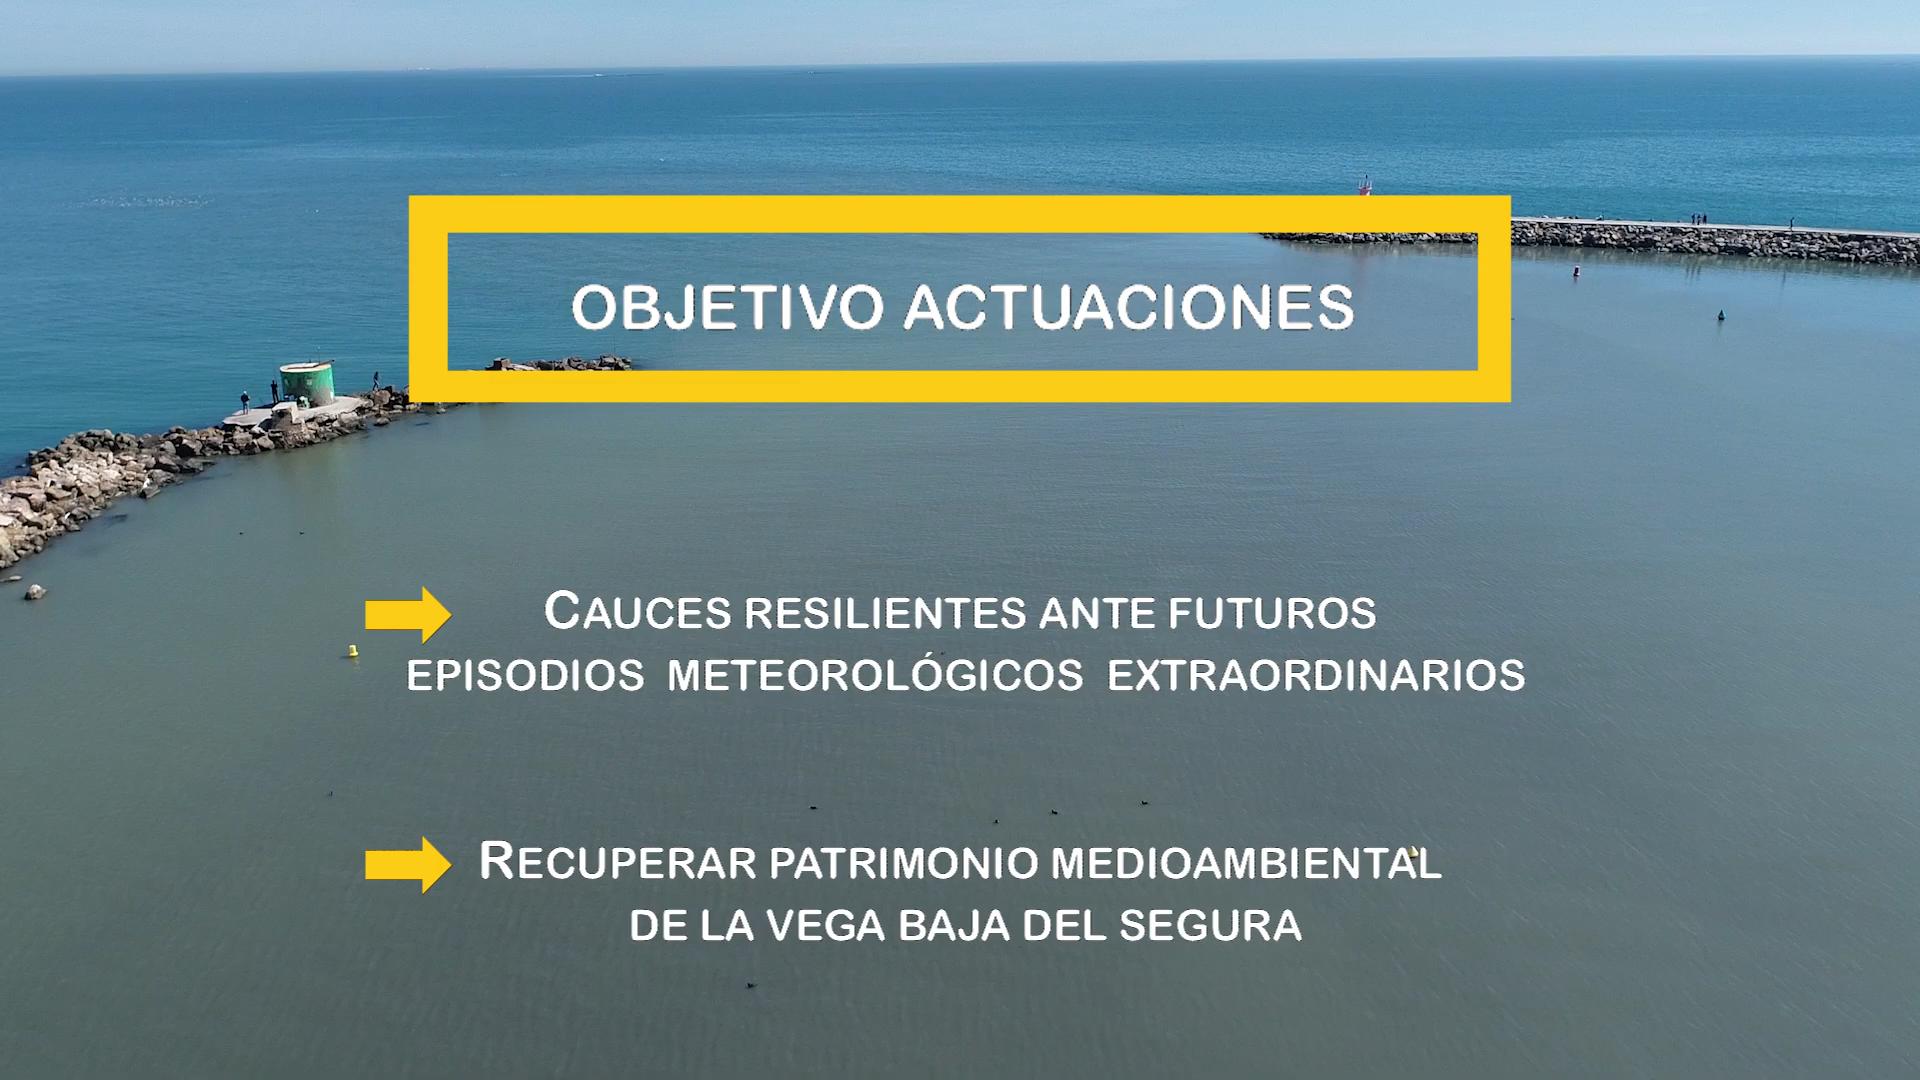 OBJETIVO ACTUACIONES
CAUCES RESILIENTES ANTE FUTUROS
EPISODIOS METEOROLÓGICOS EXTRAORDINARIOS
RECUPERAR PATRIMONIO MEDIOAMBIENTAL
DE LA VEGA BAJA DEL SEGURA